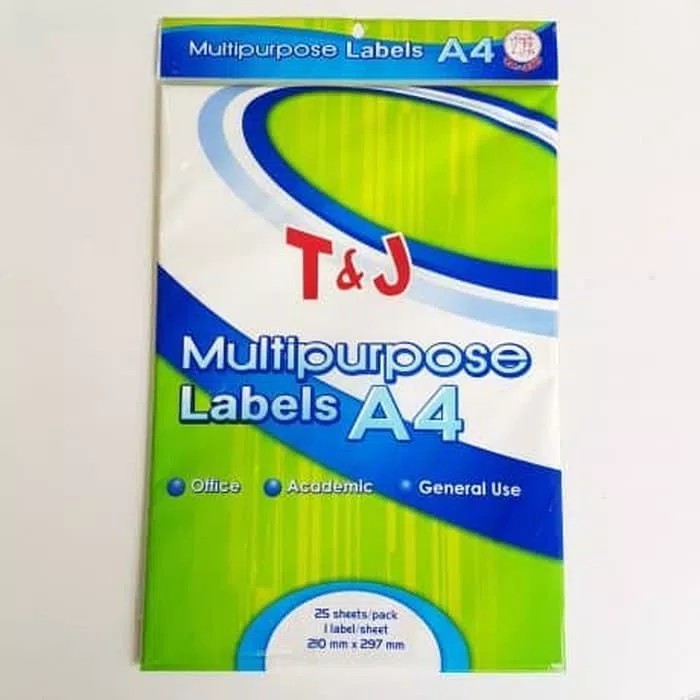 Multipurpose Labels A4
T & J
Multipurpose
Labels A4
Office Academic General Use
25 sheets/pack
1 label/sheet
210 mm x 297 mm